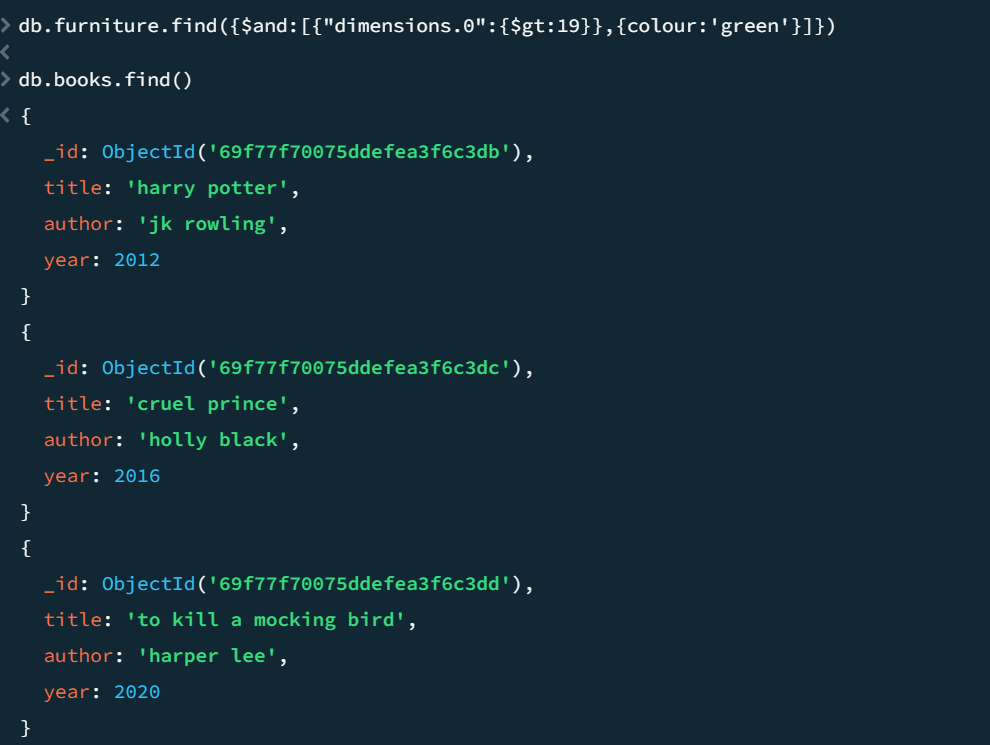 > db.furniture.find({$and:[{"dimensions.0":{$gt:19}},{colour:'green'}]})
<
> db.books.find()
< {
_id: ObjectId('69f77f70075ddefea3f6c3db'),
title: 'harry potter',
author: 'jk rowling',
year: 2012
}
{
_id: ObjectId('69f77f70075ddefea3f6c3dc'),
title: 'cruel prince',
author: 'holly black',
year: 2016
}
{
_id: ObjectId('69f77f70075ddefea3f6c3dd'),
title: 'to kill a mocking bird',
author: 'harper lee',
year: 2020
}